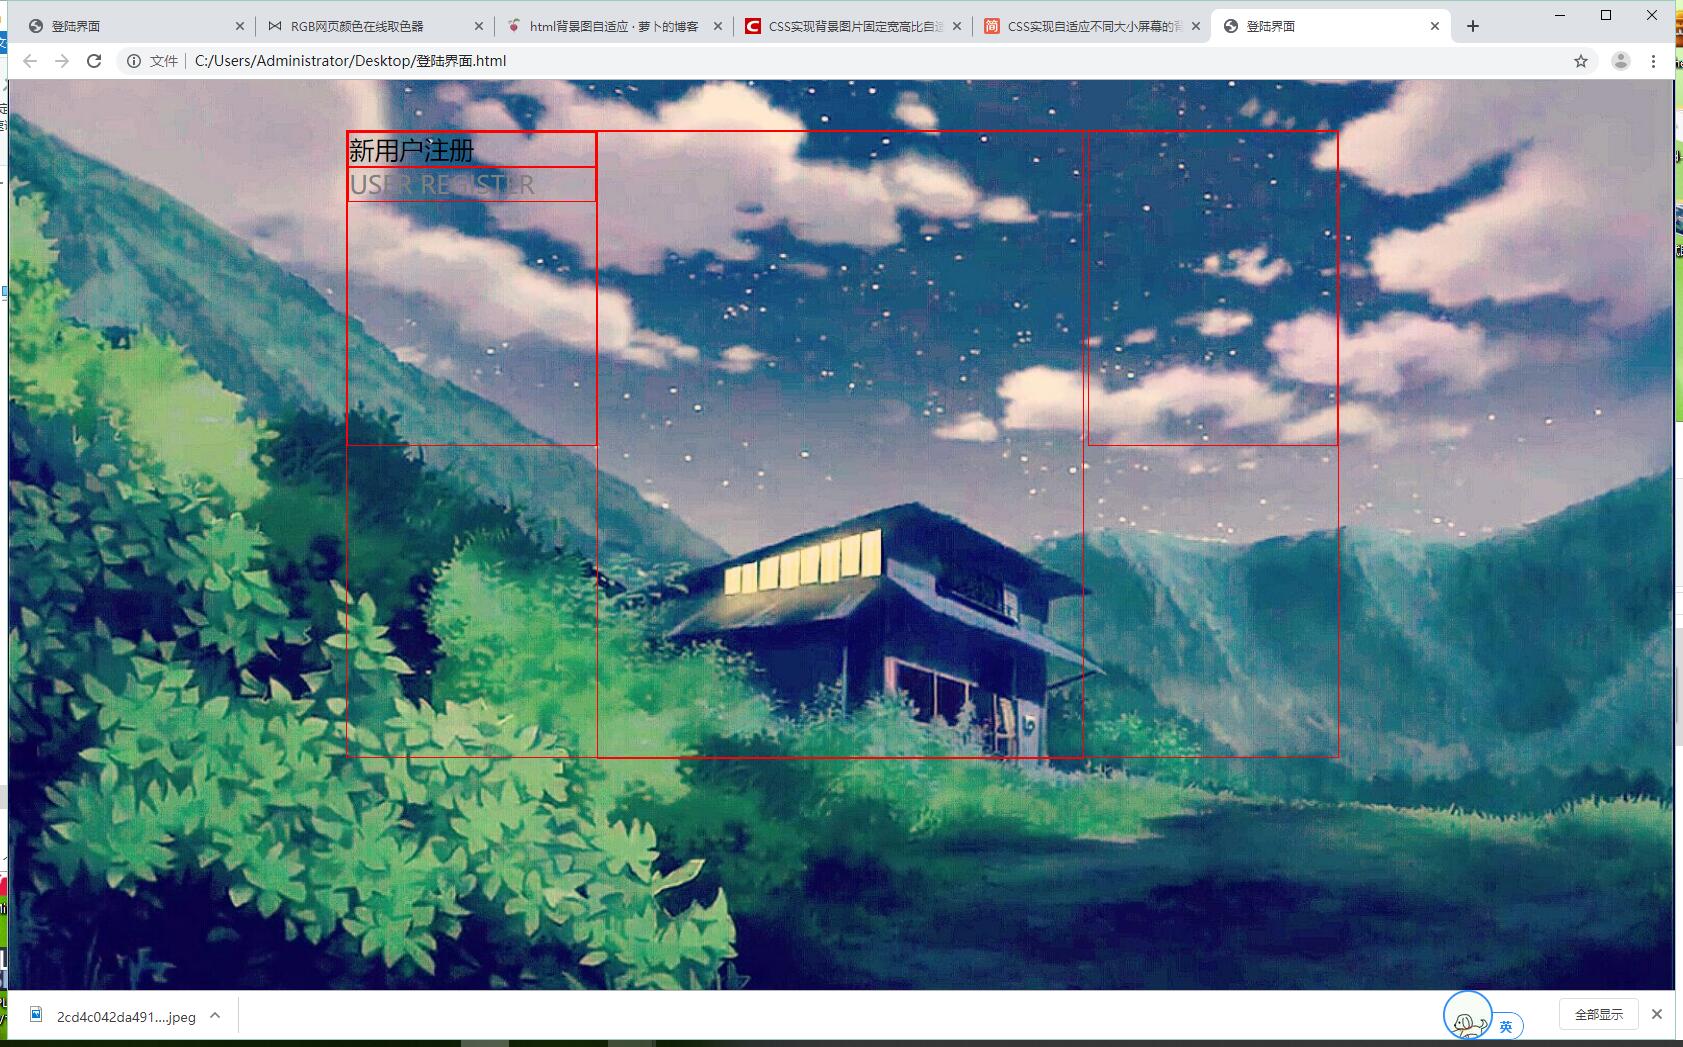 登陆界面
RGB网页颜色在线取色器
html背景图自适应 · 萝卜的博客
CSS实现背景图片固定宽高比自适
CSS实现自适应不同大小屏幕的背
登陆界面
文件
C:/Users/Administrator/Desktop/登陆界面.html
新用户注册
USER REGISTER
2cd4c042da491....jpeg
英
全部显示